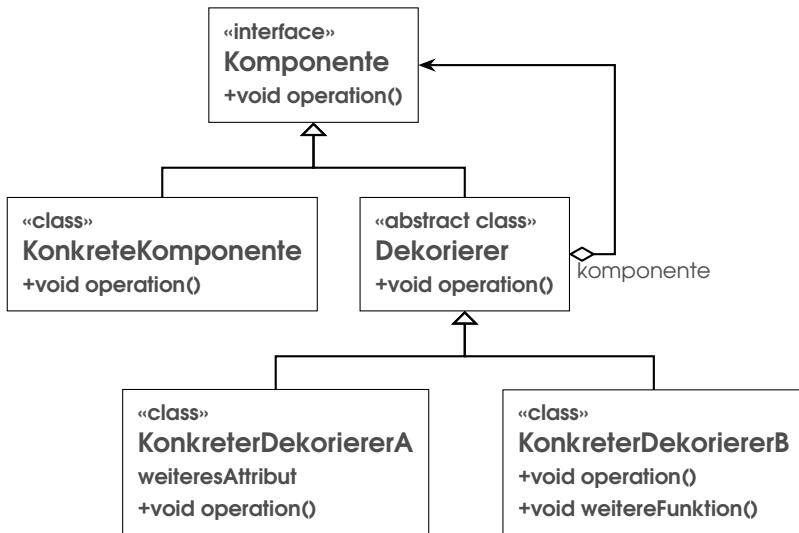 «interface»
Komponente
+void operation()
«class»
KonkreteKomponente
+void operation()
«abstract class»
Dekorierer
+void operation()
komponente
«class»
KonkreterDekoriererA
weiteresAttribut
+void operation()
«class»
KonkreterDekoriererB
+void operation()
+void weitereFunktion()